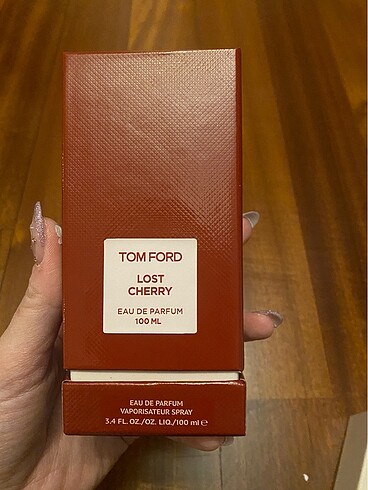 TOM FORD
LOST
CHERRY
EAU DE PARFUM
100 ML
EAU DE PARFUM
VAPORISATEUR SPRAY
3.4 FL. OZ./OZ. LIQ./100 ml ℮